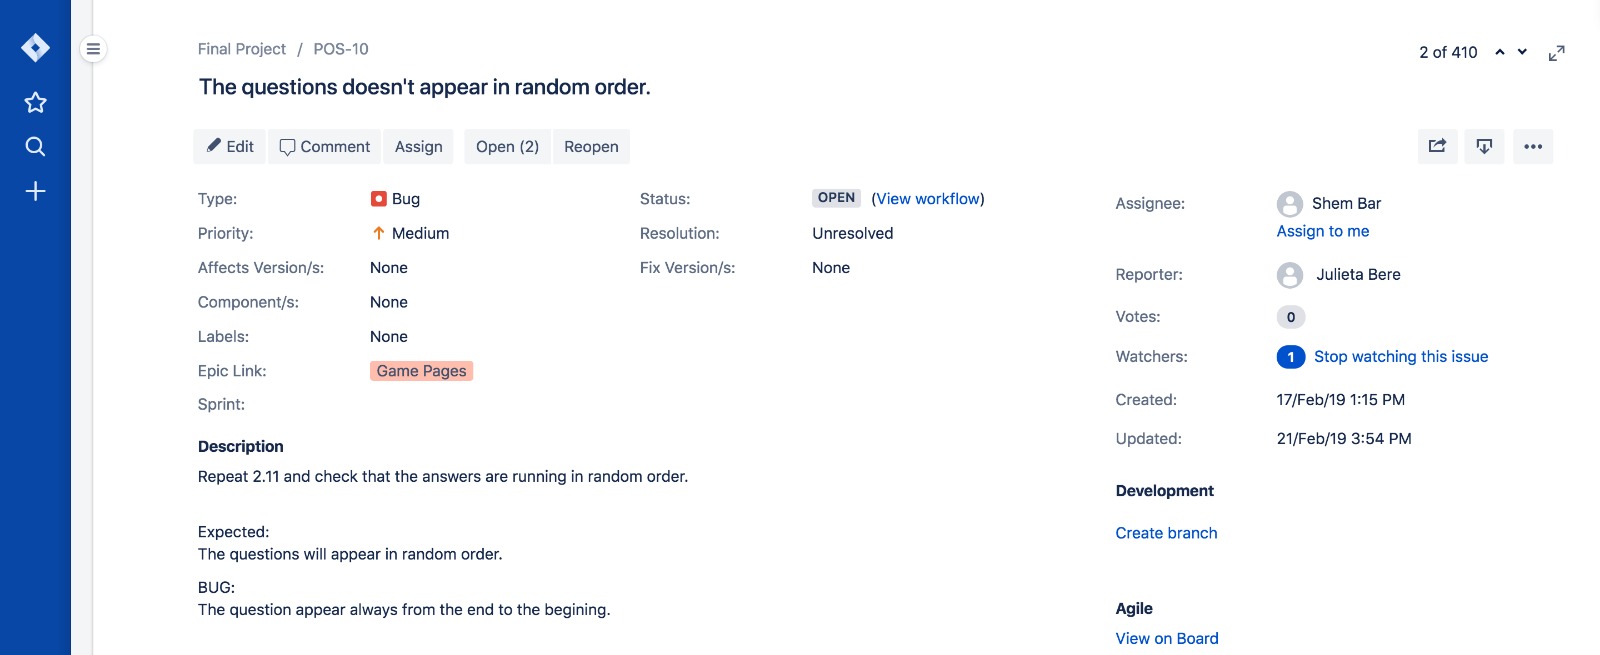 Final Project / POS-10
2 of 410
The questions doesn't appear in random order.
Edit Comment Assign Open (2) Reopen
Type: Bug Status: OPEN (View workflow)
Priority: Medium Resolution: Unresolved
Affects Version/s: None Fix Version/s: None
Component/s: None
Labels: None
Epic Link: Game Pages
Sprint:
Description
Repeat 2.11 and check that the answers are running in random order.
Expected:
The questions will appear in random order.
BUG:
The question appear always from the end to the begining.
Assignee: Shem Bar
Assign to me
Reporter: Julieta Bere
Votes: 0
Watchers: 1 Stop watching this issue
Created: 17/Feb/19 1:15 PM
Updated: 21/Feb/19 3:54 PM
Development
Create branch
Agile
View on Board